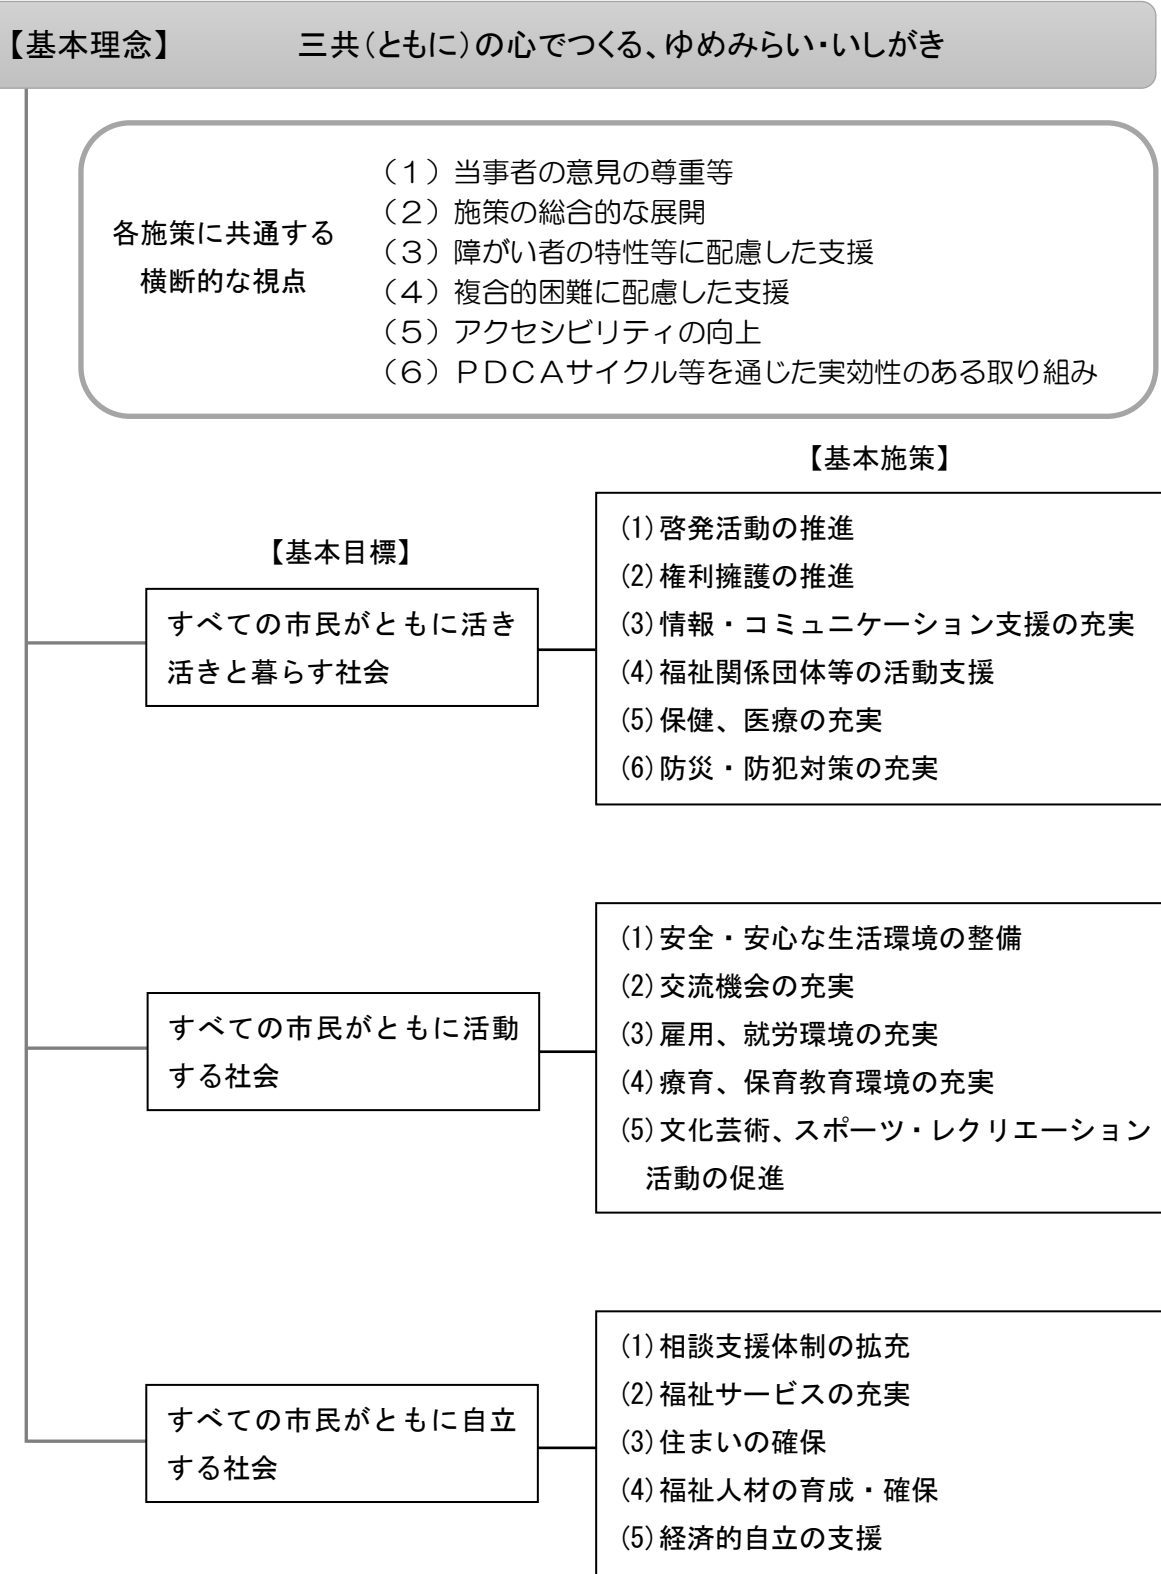 【基本理念】 三共(ともに)の心でつくる、ゆめみらい・いしがき
各施策に共通する
横断的な視点
（１）当事者の意見の尊重等
（２）施策の総合的な展開
（３）障がい者の特性等に配慮した支援
（４）複合的困難に配慮した支援
（５）アクセシビリティの向上
（６）ＰＤＣＡサイクル等を通じた実効性のある取り組み
【基本目標】
【基本施策】
すべての市民がともに活き
活きと暮らす社会
(1)啓発活動の推進
(2)権利擁護の推進
(3)情報・コミュニケーション支援の充実
(4)福祉関係団体等の活動支援
(5)保健、医療の充実
(6)防災・防犯対策の充実
すべての市民がともに活動
する社会
(1)安全・安心な生活環境の整備
(2)交流機会の充実
(3)雇用、就労環境の充実
(4)療育、保育教育環境の充実
(5)文化芸術、スポーツ・レクリエーション
活動の促進
すべての市民がともに自立
する社会
(1)相談支援体制の拡充
(2)福祉サービスの充実
(3)住まいの確保
(4)福祉人材の育成・確保
(5)経済的自立の支援